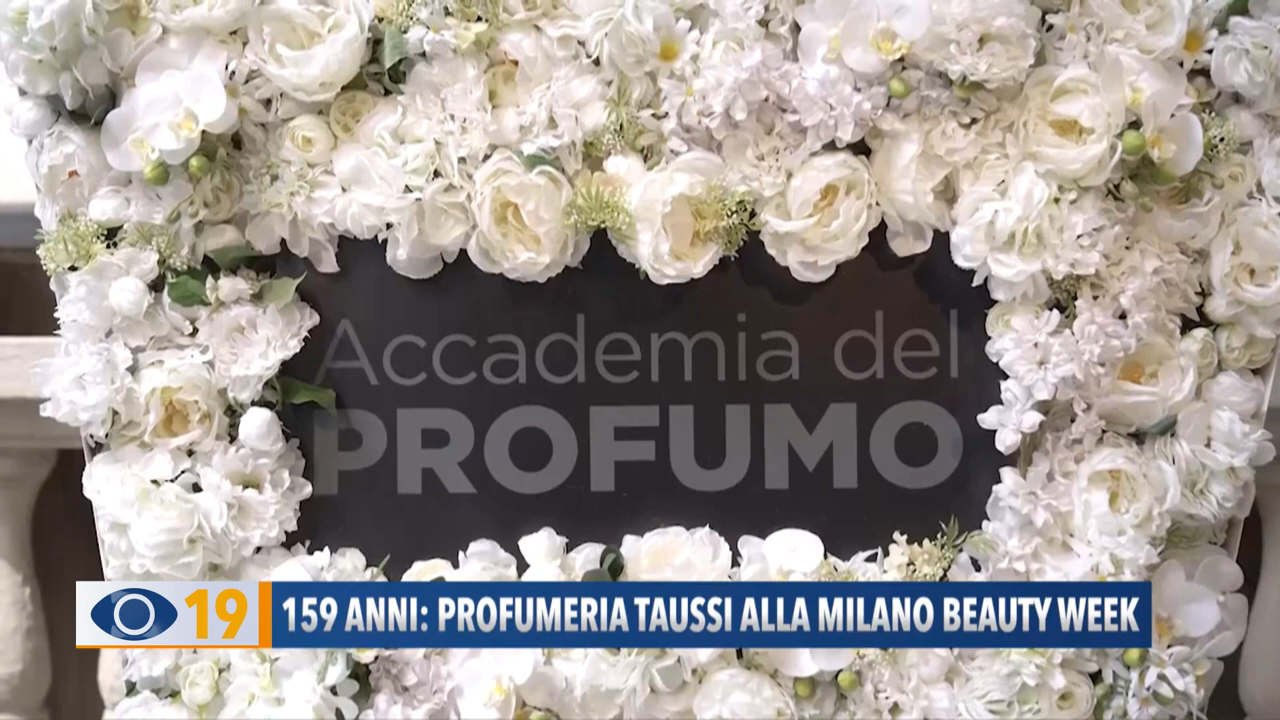 Accademia del
PROFUMO
19
159 ANNI: PROFUMERIA TAUSSI ALLA MILANO BEAUTY WEEK